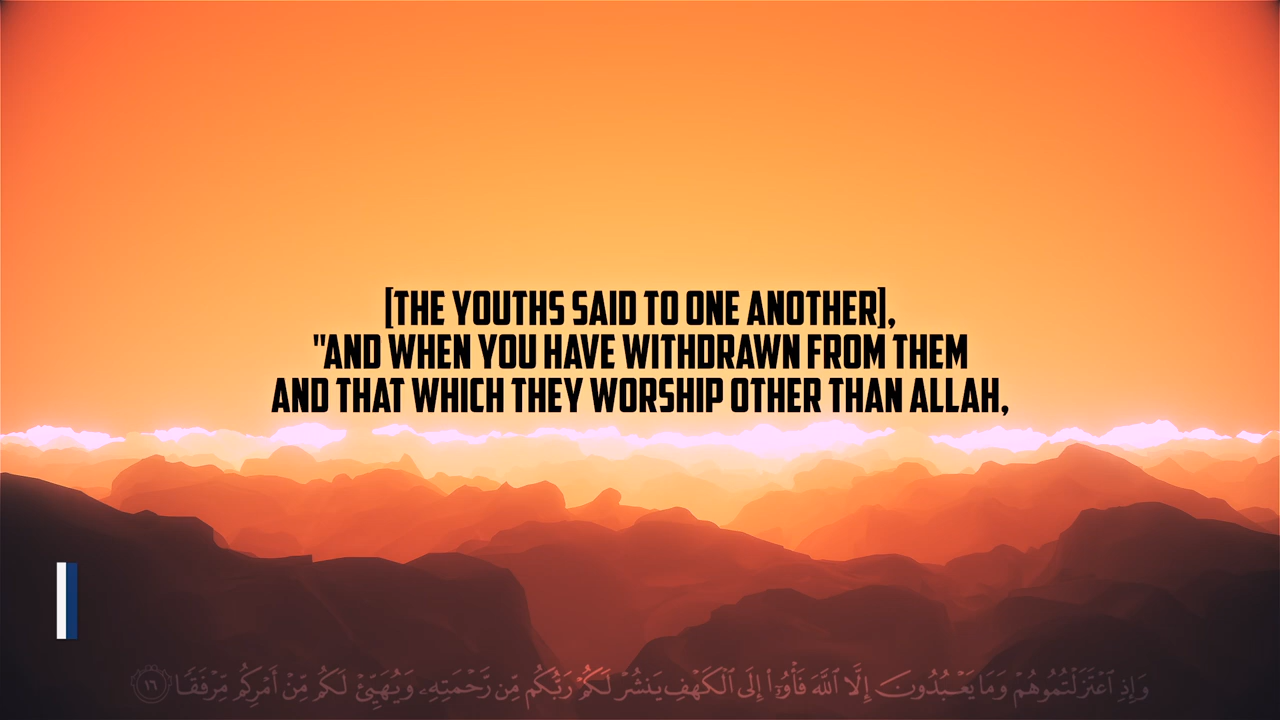 [THE YOUTHS SAID TO ONE ANOTHER],
"AND WHEN YOU HAVE WITHDRAWN FROM THEM
AND THAT WHICH THEY WORSHIP OTHER THAN ALLAH,
وَإِذِ ٱعْتَزَلْتُمُوهُمْ وَمَا يَعْبُدُونَ إِلَّا ٱللَّهَ فَأْوُۥٓا۟ إِلَى ٱلْكَهْفِ يَنشُرْ لَكُمْ رَبُّكُم مِّن رَّحْمَتِهِۦ وَيُهَيِّئْ لَكُم مِّنْ أَمْرِكُم مِّرْفَقًا ١٦